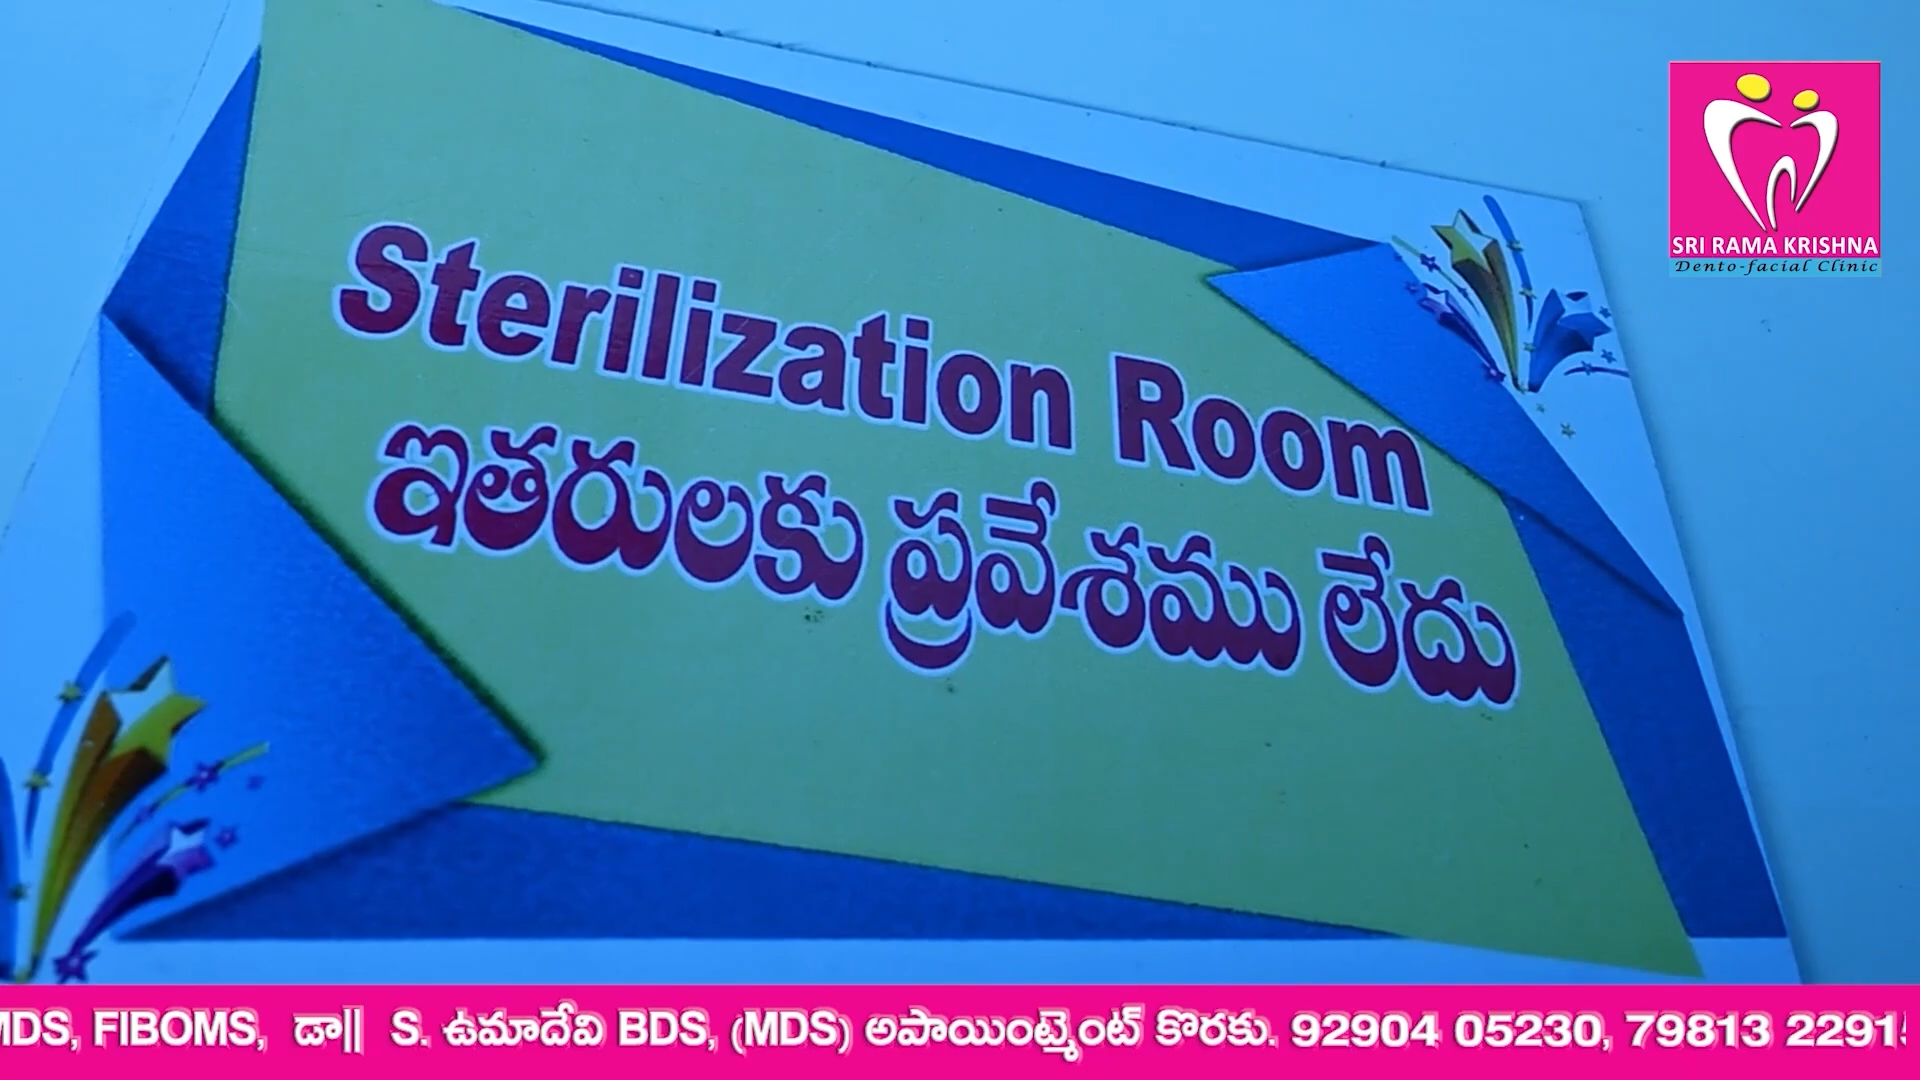 Sterilization Room
ఇతరులకు ప్రవేశము లేదు
SRI RAMA KRISHNA
Dento-facial Clinic
MDS, FIBOMS, డా|| S. ఉమాదేవి BDS, (MDS) అపాయింట్మెంట్ కొరకు. 92904 05230, 79813 22915